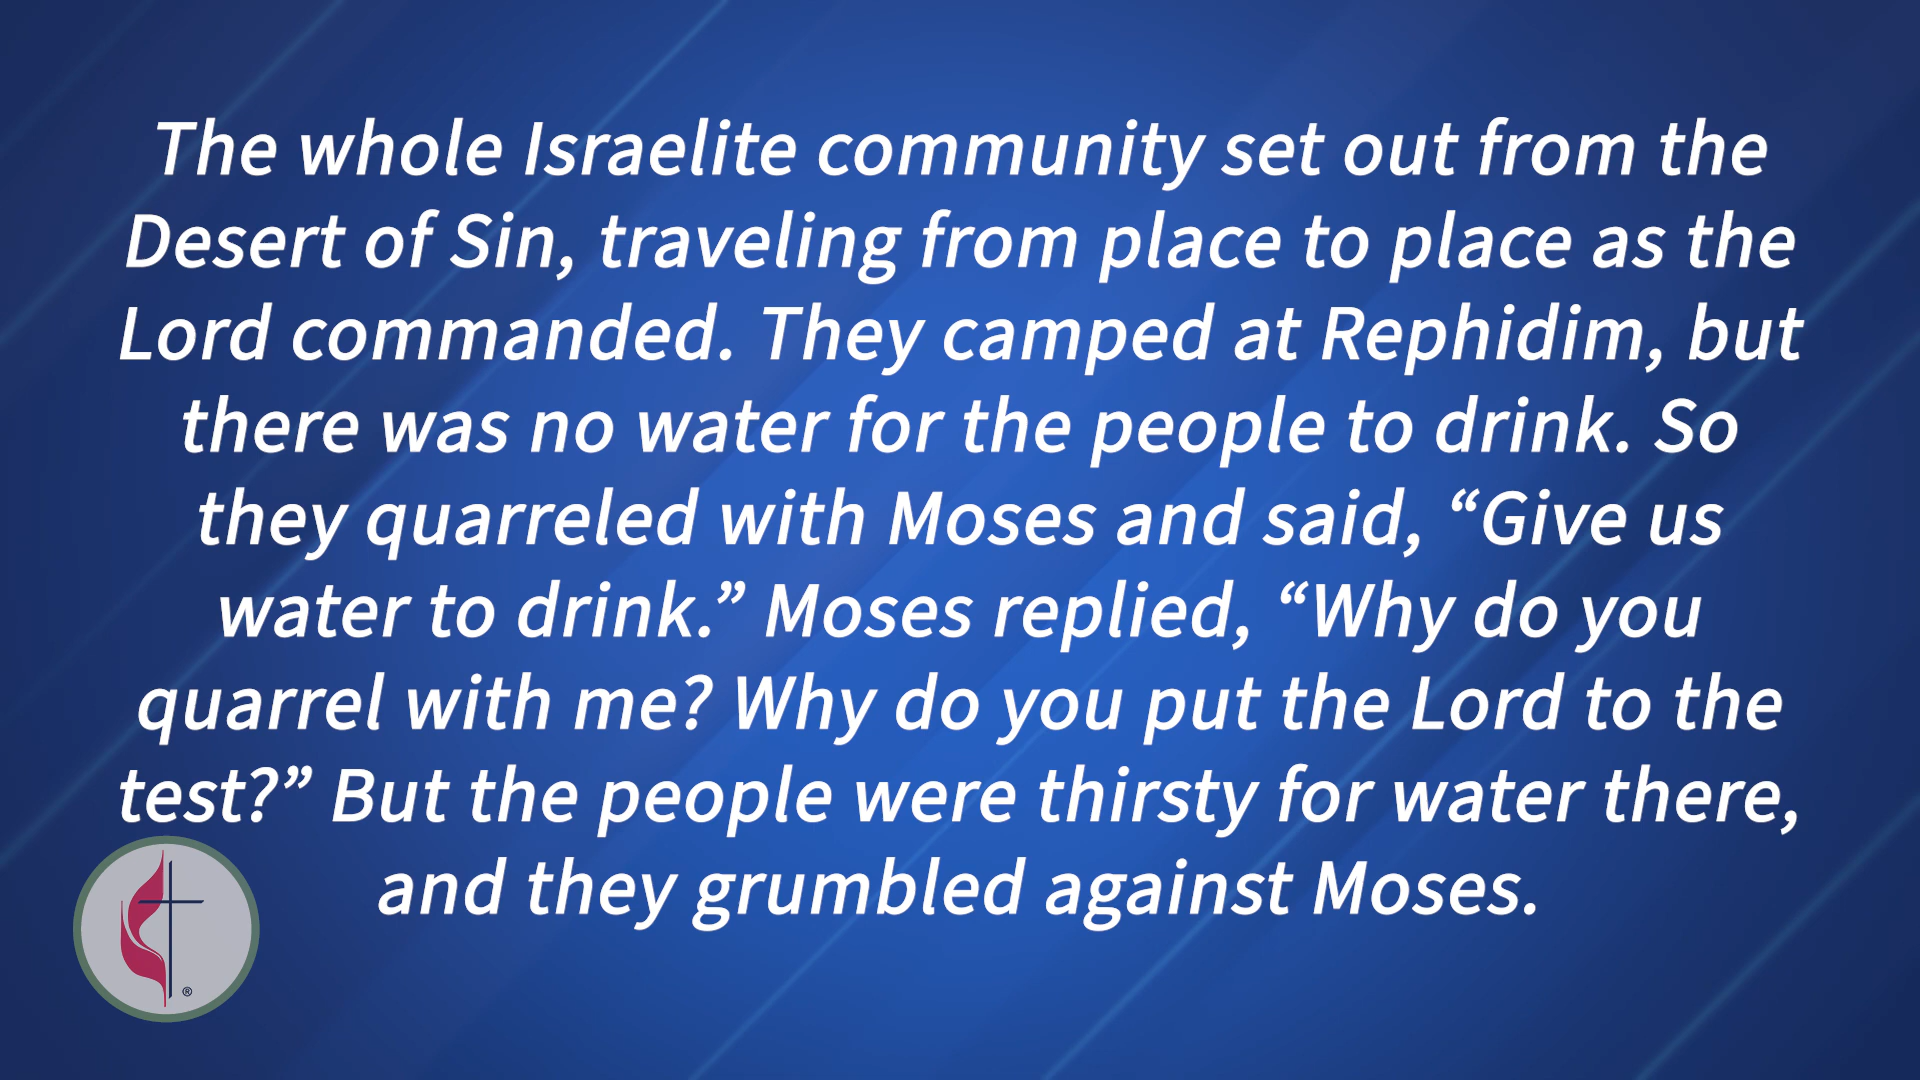 The whole Israelite community set out from the
Desert of Sin, traveling from place to place as the
Lord commanded. They camped at Rephidim, but
there was no water for the people to drink. So
they quarreled with Moses and said, “Give us
water to drink.” Moses replied, “Why do you
quarrel with me? Why do you put the Lord to the
test?” But the people were thirsty for water there,
and they grumbled against Moses.
®